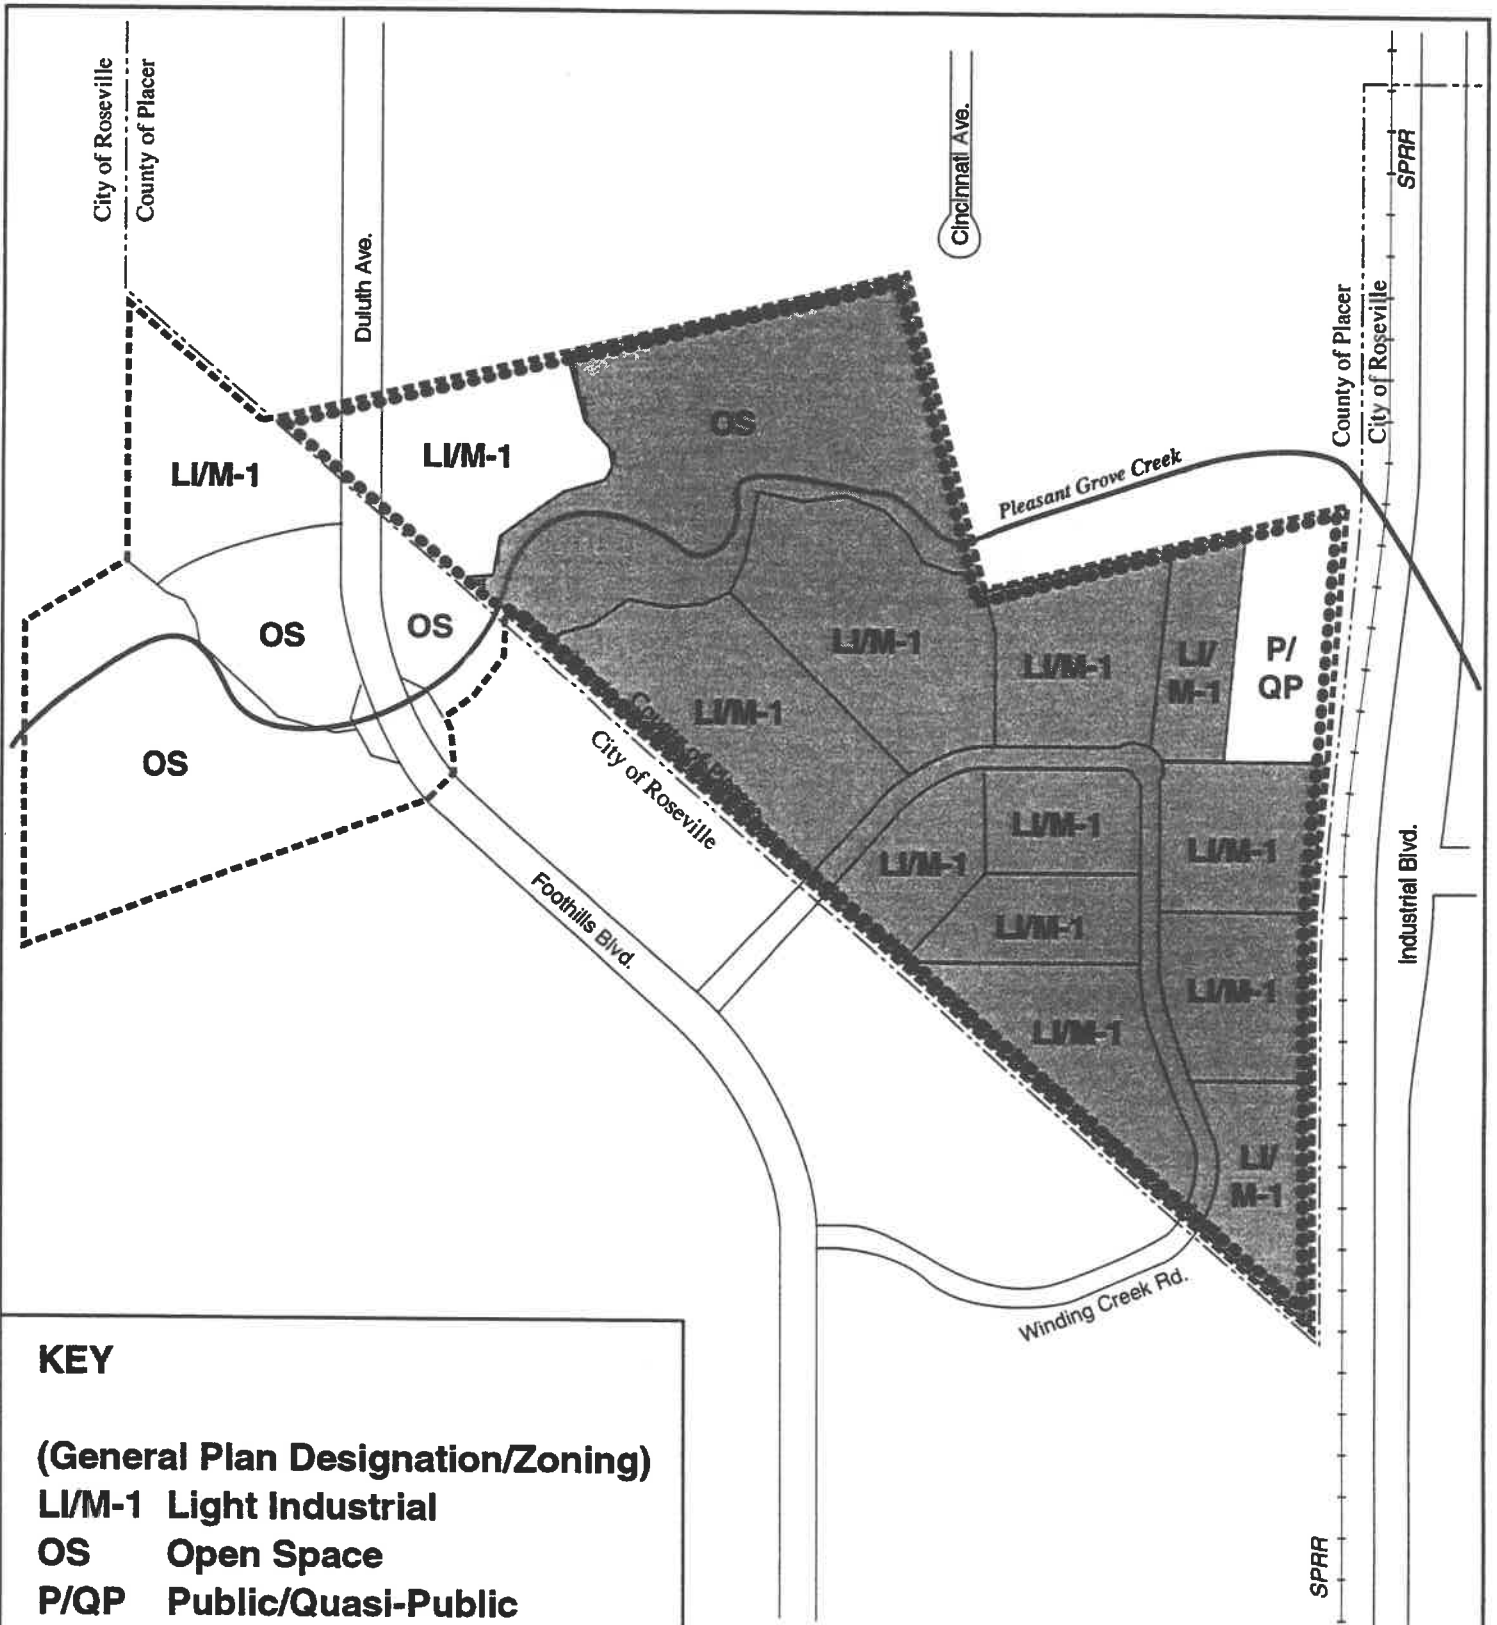 City of Roseville
County of Placer
Duluth Ave.
Cincinnati Ave.
SPRR
County of Placer
City of Roseville
LI/M-1
LI/M-1
OS
Pleasant Grove Creek
OS
OS
OS
LI/M-1
LI/M-1
LI/M-1
LI/
M-1
P/
QP
County of Placer
City of Roseville
LI/M-1
LI/M-1
LI/M-1
LI/M-1
LI/M-1
LI/M-1
LI/M-1
LI/
M-1
Foothills Blvd.
Industrial Blvd.
Winding Creek Rd.
SPRR
KEY
(General Plan Designation/Zoning)
LI/M-1 Light Industrial
OS Open Space
P/QP Public/Quasi-Public